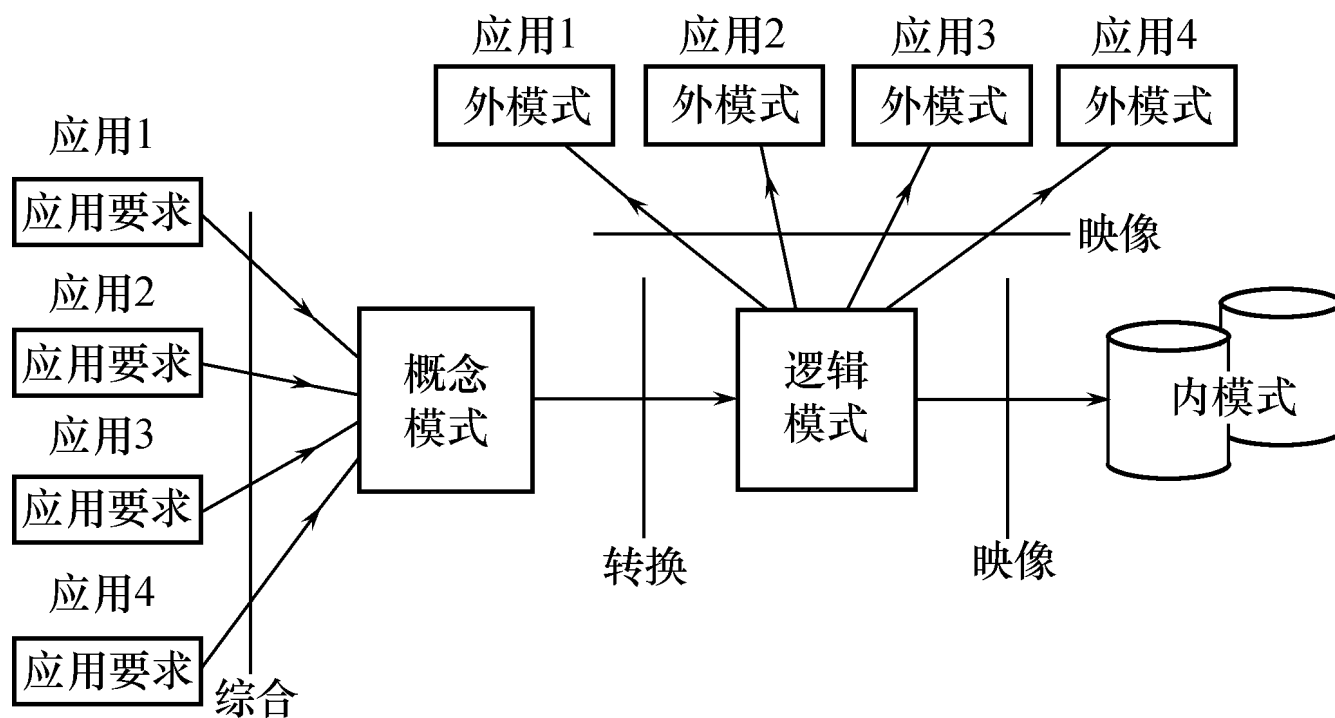 应用1
应用2
应用3
应用4
外模式
外模式
外模式
外模式
应用1
应用要求
映像
应用2
应用要求
概念
模式
逻辑
模式
内模式
应用3
应用要求
转换
映像
应用4
应用要求
综合